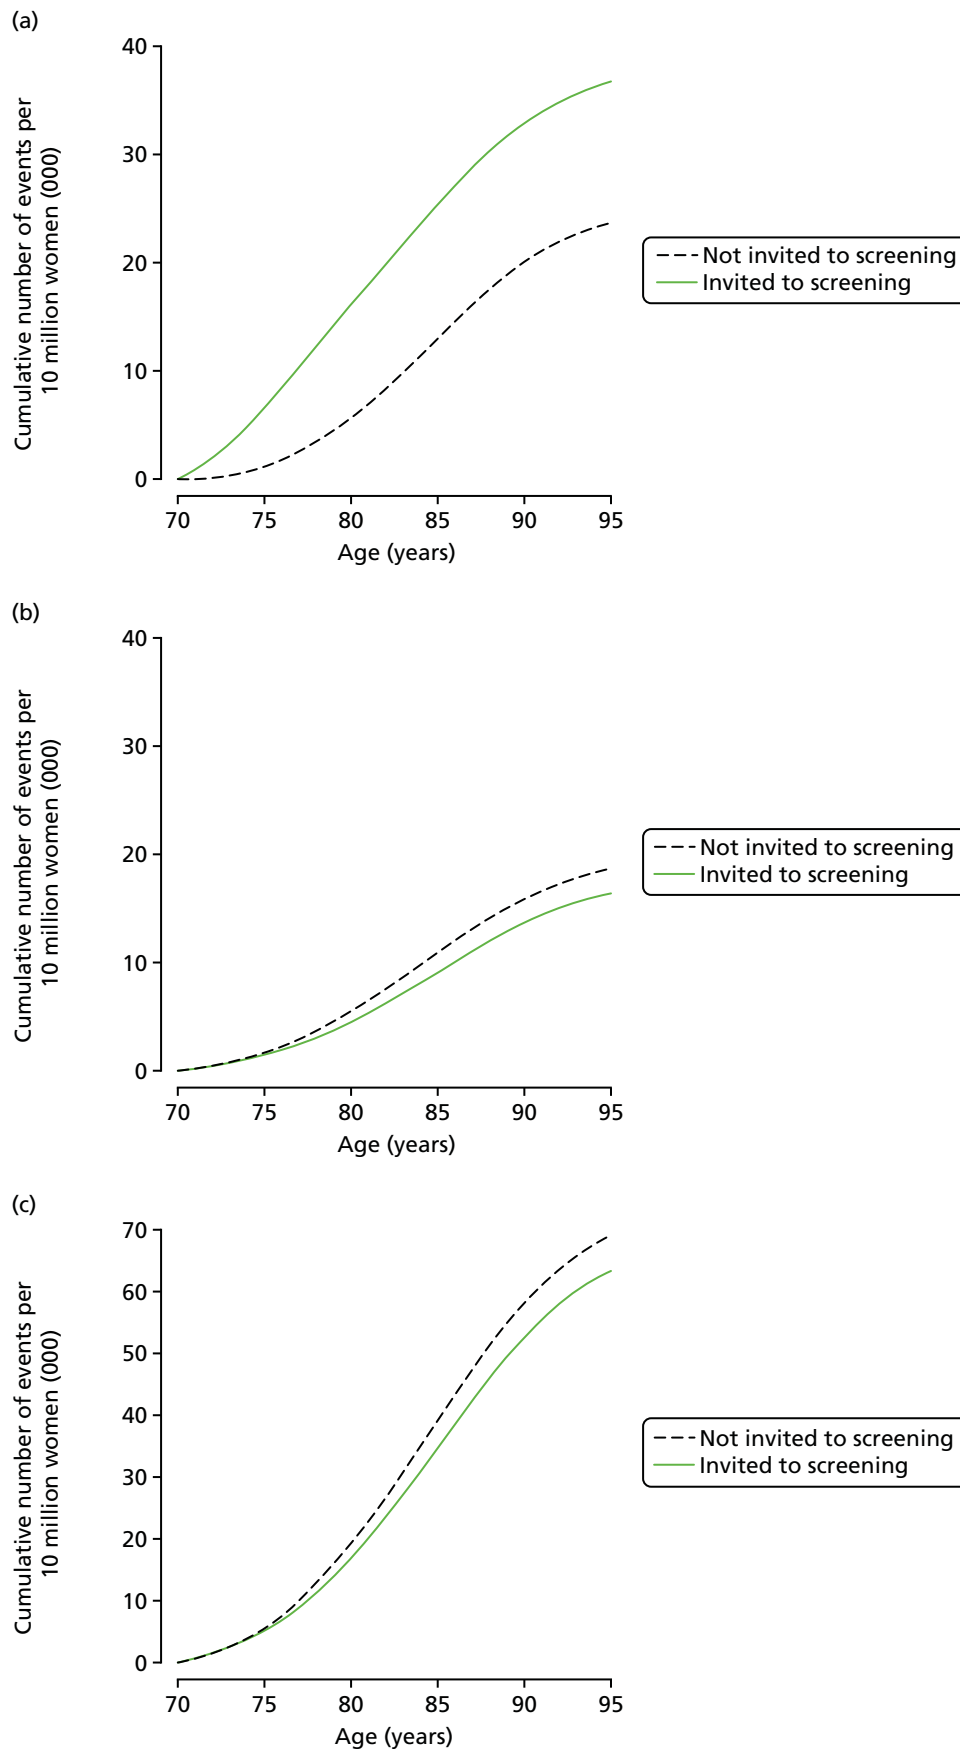 (a)
Cumulative number of events per
10 million women (000)
40
30
20
10
0
70 75 80 85 90 95
Age (years)
Not invited to screening
Invited to screening
(b)
Cumulative number of events per
10 million women (000)
40
30
20
10
0
70 75 80 85 90 95
Age (years)
Not invited to screening
Invited to screening
(c)
Cumulative number of events per
10 million women (000)
70
60
50
40
30
20
10
0
70 75 80 85 90 95
Age (years)
Not invited to screening
Invited to screening